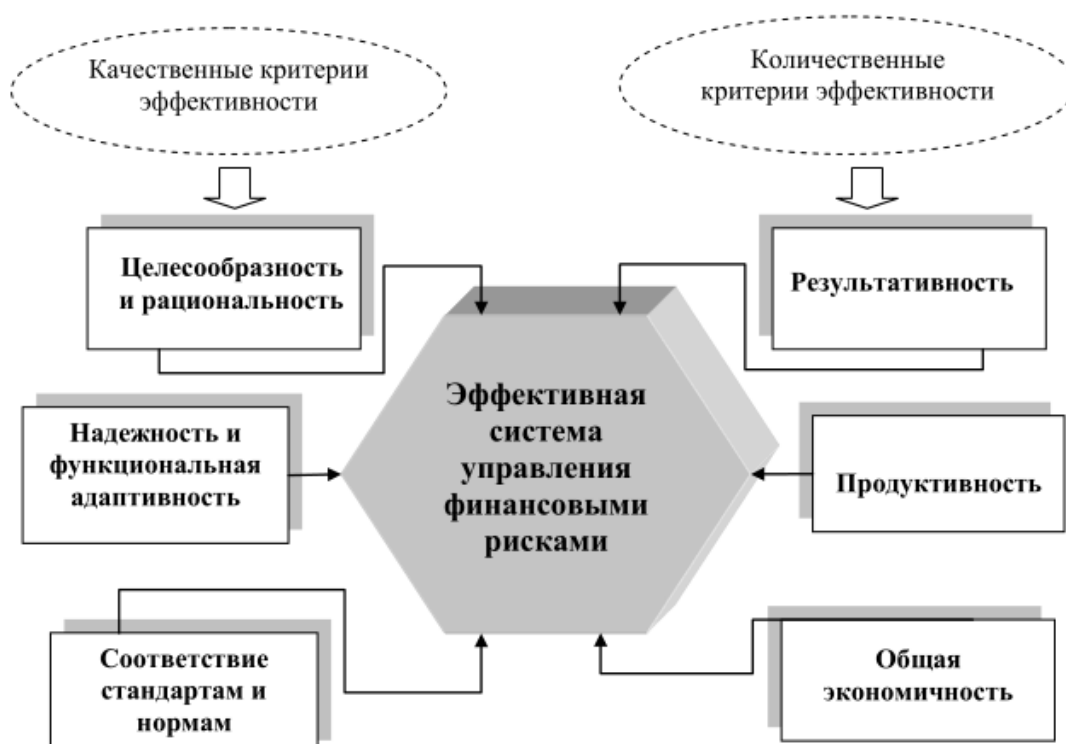 Качественные критерии
эффективности
Количественные
критерии эффективности
Целесообразность
и рациональность
Результативность
Эффективная
система
управления
финансовыми
рисками
Надежность и
функциональная
адаптивность
Продуктивность
Соответствие
стандартам и
нормам
Общая
экономичность